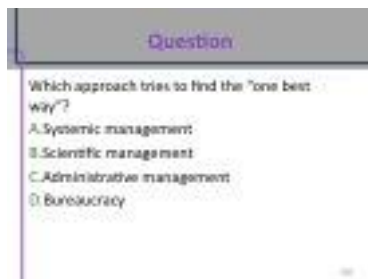 Question
Which approach tries to find the "one best
way"?
A.Systemic management
B.Scientific management
C.Administrative management
D.Bureaucracy